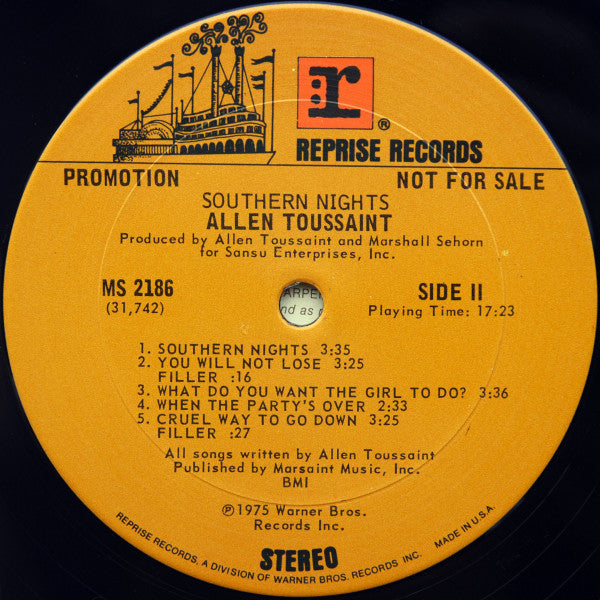 r
®
REPRISE RECORDS
PROMOTION
NOT FOR SALE
SOUTHERN NIGHTS
ALLEN TOUSSAINT
Produced by Allen Toussaint and Marshall Sehorn
for Sansu Enterprises, Inc.
MS 2186
(31,742)
SIDE II
Playing Time: 17:23
nd as
1. SOUTHERN NIGHTS 3:35
2. YOU WILL NOT LOSE 3:25
FILLER :16
3. WHAT DO YOU WANT THE GIRL TO DO? 3:36
4. WHEN THE PARTY'S OVER 2:33
5. CRUEL WAY TO GO DOWN 3:25
FILLER :27
All songs written by Allen Toussaint
Published by Marsaint Music, Inc.
BMI
℗1975 Warner Bros.
Records Inc.
STEREO
REPRISE RECORDS, A DIVISION OF WARNER BROS. RECORDS INC.
MADE IN U.S.A.